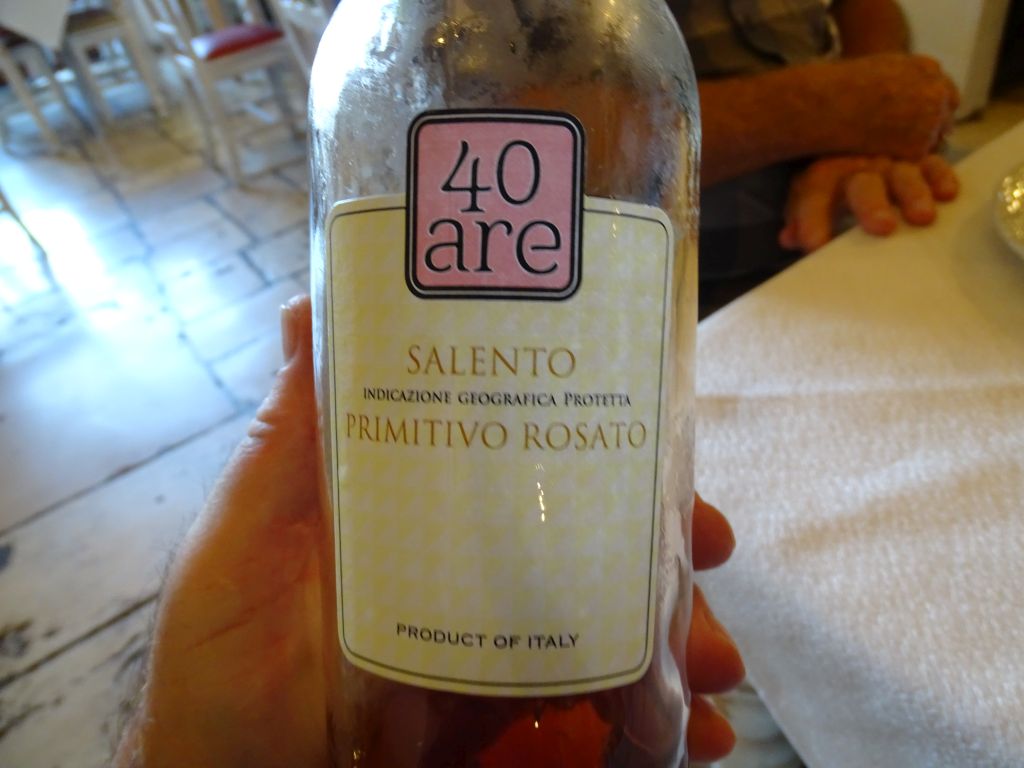 40
are
SALENTO
INDICAZIONE GEOGRAFICA PROTETTA
PRIMITIVO ROSATO
PRODUCT OF ITALY